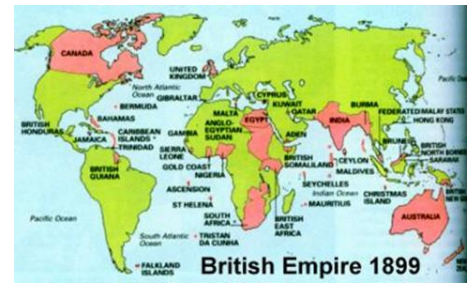 CANADA
UNITED
KINGDOM
North Atlantic
Ocean
GIBRALTAR
CYPRUS
KUWAIT
QATAR
BURMA
FEDERATED MALAY STATES
HONG KONG
BERMUDA
MALTA
EGYPT
INDIA
BRITISH
HONDURAS
BAHAMAS
JAMAICA
CARIBBEAN
ISLANDS
TRINIDAD
GAMBIA
ANGLO-
EGYPTIAN
SUDAN
ADEN
BRUNEI
BRITISH
NORTH BORNEO
SARAWAK
SIERRA
LEONE
GOLD COAST
NIGERIA
BRITISH
SOMALILAND
CEYLON
MALDIVES
BRITISH
GUIANA
ASCENSION
SEYCHELLES
Indian Ocean
CHRISTMAS
ISLAND
MAURITIUS
ST HELENA
Pacific Ocean
SOUTH
AFRICA
BRITISH
EAST
AFRICA
AUSTRALIA
South Atlantic
Ocean
TRISTAN
DA CUNHA
FALKLAND
ISLANDS
British Empire 1899